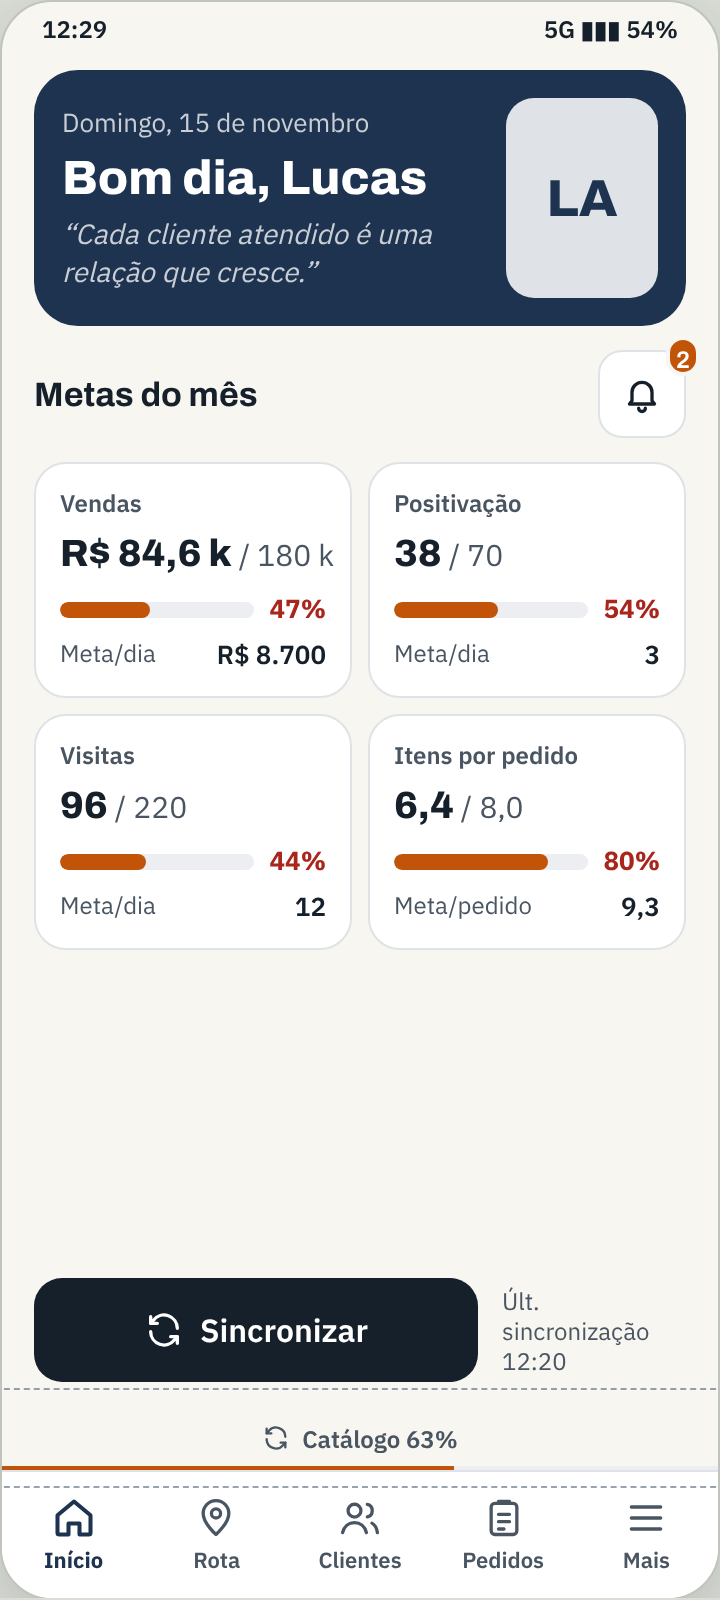 12:29
5G 54%
Domingo, 15 de novembro
Bom dia, Lucas
“Cada cliente atendido é uma
relação que cresce.”
LA
Metas do mês
2
Vendas
R$ 84,6 k / 180 k
47%
Meta/dia R$ 8.700
Positivação
38 / 70
54%
Meta/dia 3
Visitas
96 / 220
44%
Meta/dia 12
Itens por pedido
6,4 / 8,0
80%
Meta/pedido 9,3
Sincronizar
Últ.
sincronização
12:20
Catálogo 63%
Início
Rota
Clientes
Pedidos
Mais